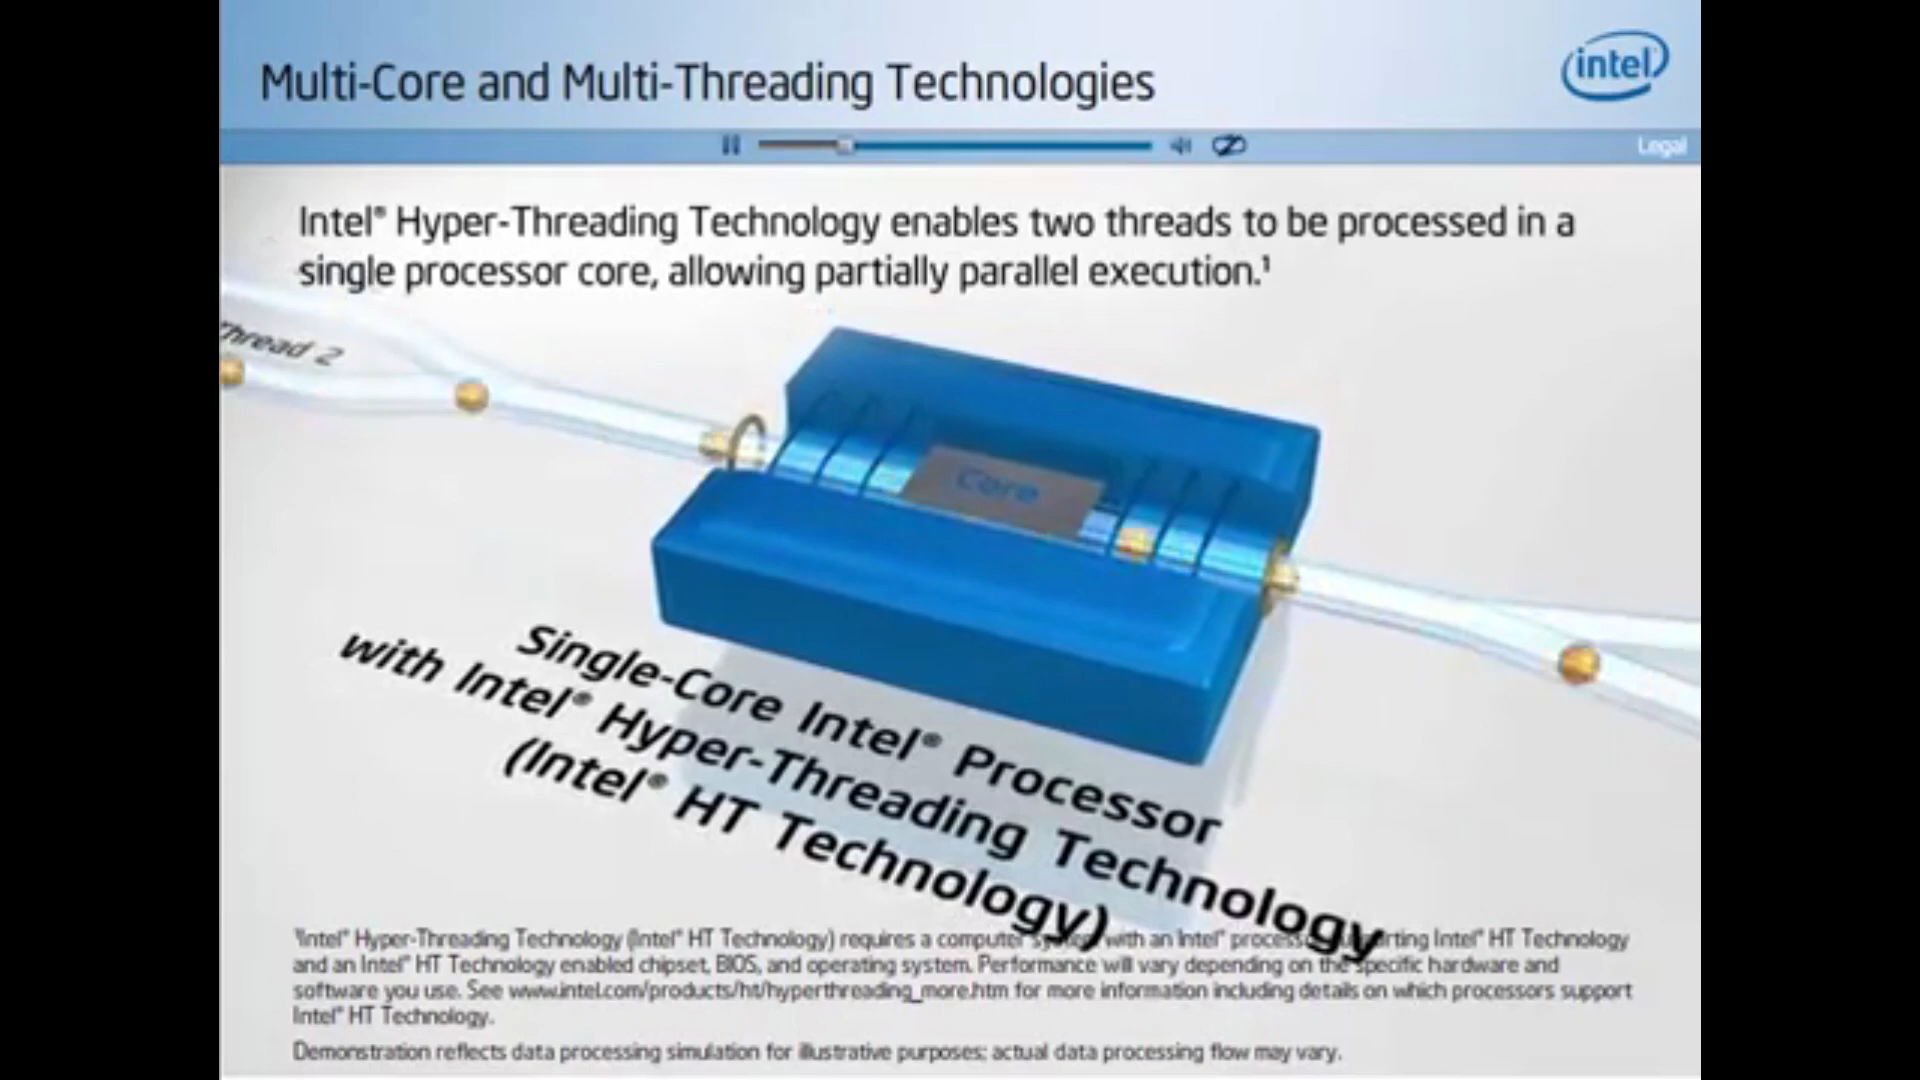 Multi-Core and Multi-Threading Technologies
intel
Legal
Intel® Hyper-Threading Technology enables two threads to be processed in a
single processor core, allowing partially parallel execution.¹
Thread 2
Core
Single-Core Intel® Processor
with Intel® Hyper-Threading Technology
(Intel® HT Technology)
¹Intel® Hyper-Threading Technology (Intel® HT Technology) requires a computer system with an Intel® processor supporting Intel® HT Technology
and an Intel® HT Technology enabled chipset, BIOS, and operating system. Performance will vary depending on the specific hardware and
software you use. See www.intel.com/products/ht/hyperthreading_more.htm for more information including details on which processors support
Intel® HT Technology.
Demonstration reflects data processing simulation for illustrative purposes; actual data processing flow may vary.